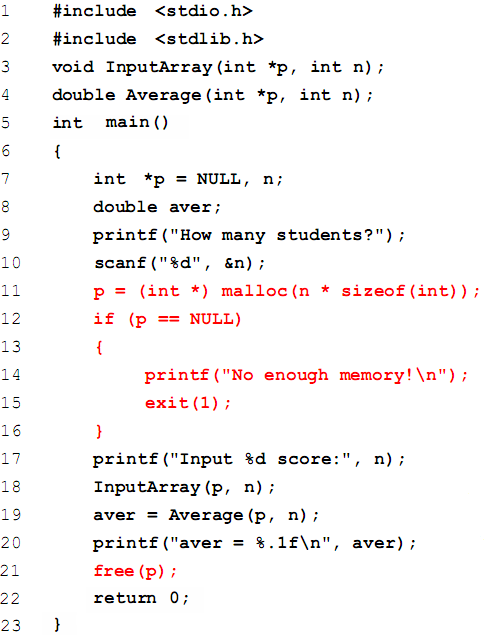 1 #include <stdio.h>
2 #include <stdlib.h>
3 void InputArray(int *p, int n);
4 double Average(int *p, int n);
5 int main()
6 {
7 int *p = NULL, n;
8 double aver;
9 printf("How many students?");
10 scanf("%d", &n);
11 p = (int *) malloc(n * sizeof(int));
12 if (p == NULL)
13 {
14 printf("No enough memory!\n");
15 exit(1);
16 }
17 printf("Input %d score:", n);
18 InputArray(p, n);
19 aver = Average(p, n);
20 printf("aver = %.1f\n", aver);
21 free(p);
22 return 0;
23 }